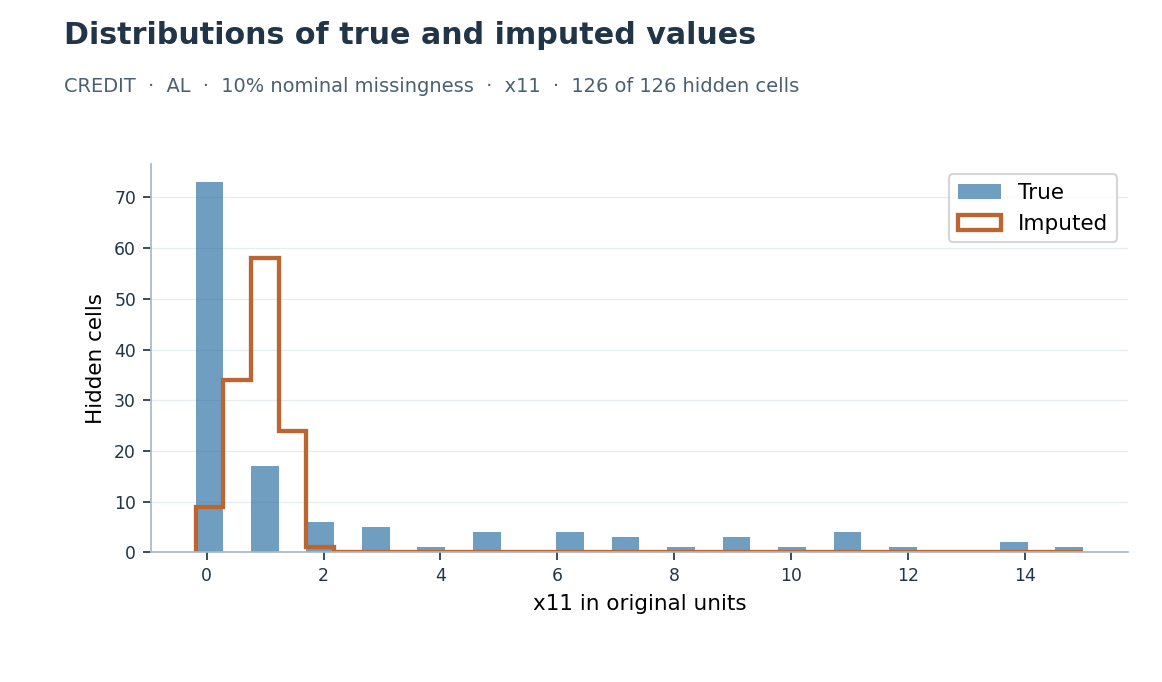 Distributions of true and imputed values
CREDIT · AL · 10% nominal missingness · x11 · 126 of 126 hidden cells
True
Imputed
Hidden cells
70
60
50
40
30
20
10
0
0 2 4 6 8 10 12 14
x11 in original units